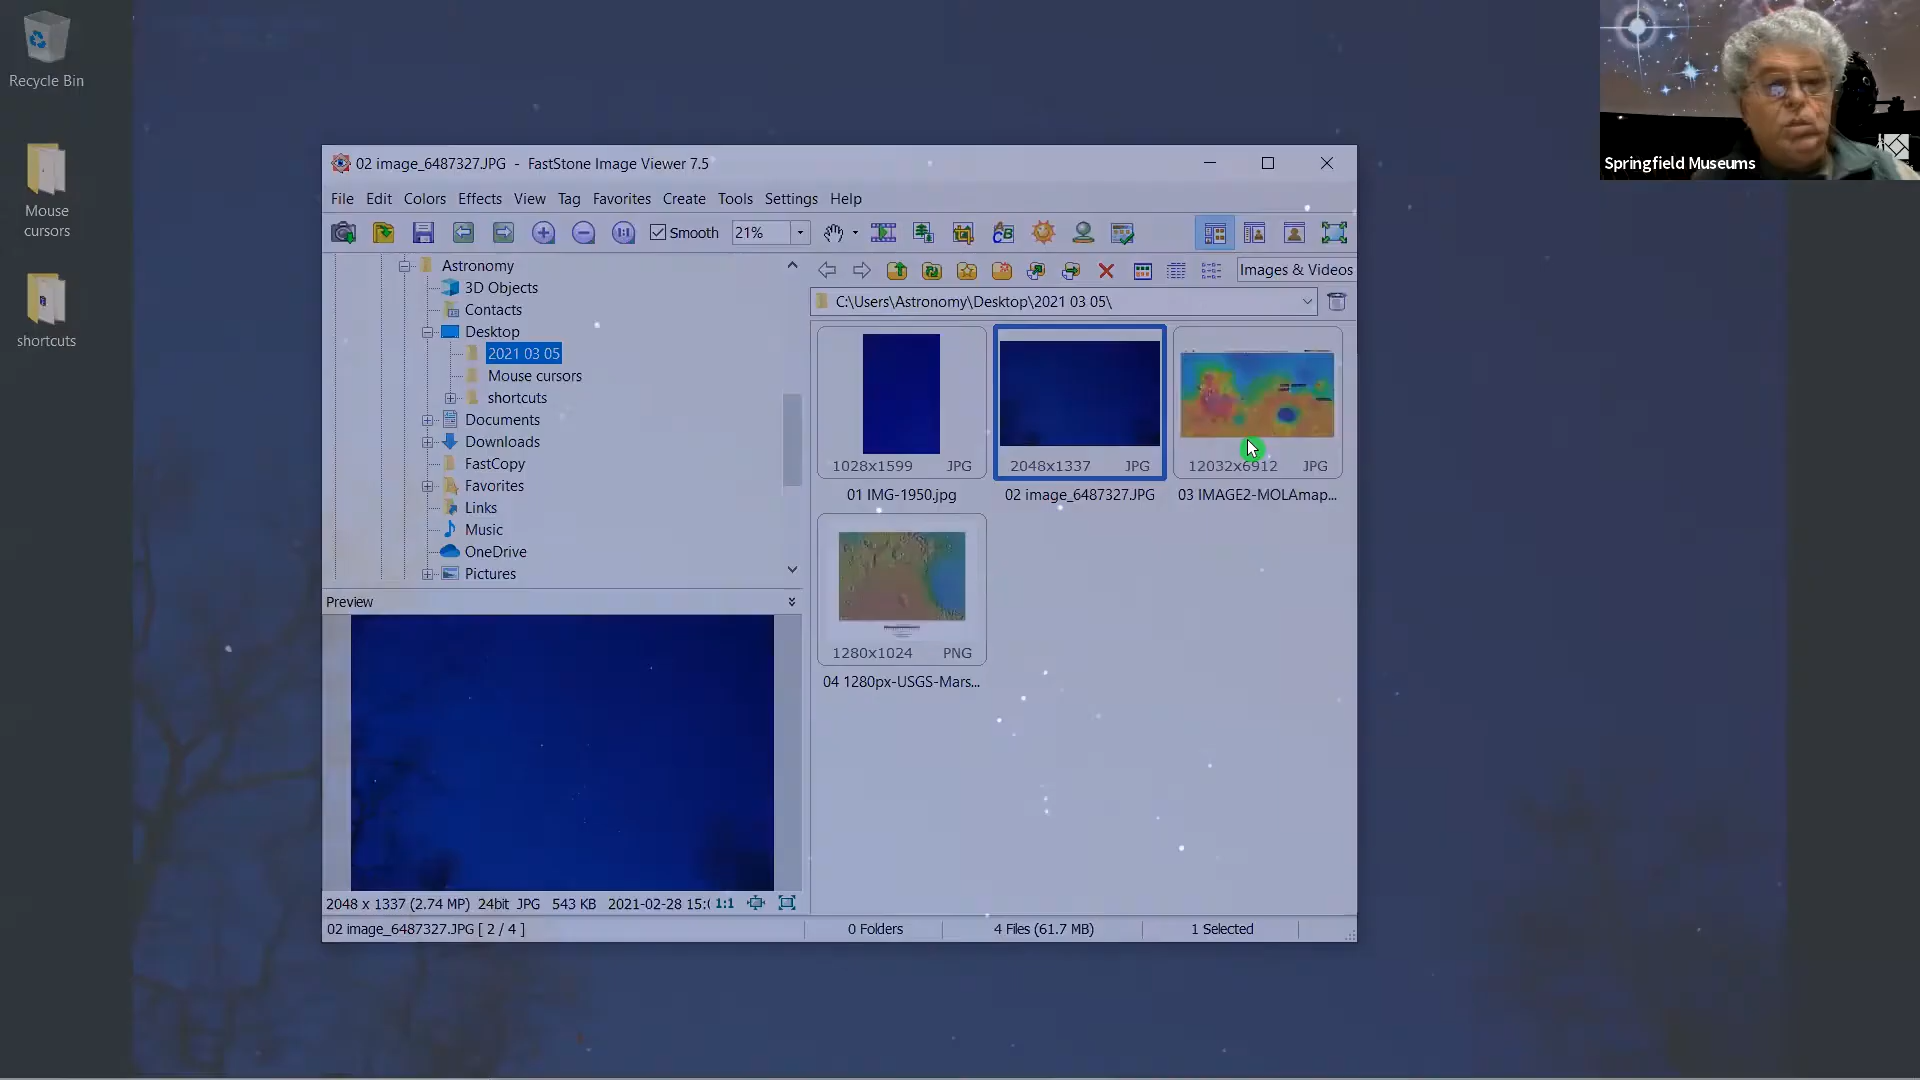 Recycle Bin
Mouse
cursors
shortcuts
Springfield Museums
02 image_6487327.JPG - FastStone Image Viewer 7.5
File Edit Colors Effects View Tag Favorites Create Tools Settings Help
Smooth 21%
Astronomy
3D Objects
Contacts
Desktop
2021 03 05
Mouse cursors
shortcuts
Documents
Downloads
FastCopy
Favorites
Links
Music
OneDrive
Pictures
Preview
2048 x 1337 (2.74 MP) 24bit JPG 543 KB 2021-02-28 15:0 1:1
02 image_6487327.JPG [ 2 / 4 ]
Images & Videos
C:\Users\Astronomy\Desktop\2021 03 05\
1028x1599 JPG
01 IMG-1950.jpg
2048x1337 JPG
02 image_6487327.JPG
12032x6912 JPG
03 IMAGE2-MOLAmap...
1280x1024 PNG
04 1280px-USGS-Mars...
0 Folders
4 Files (61.7 MB)
1 Selected